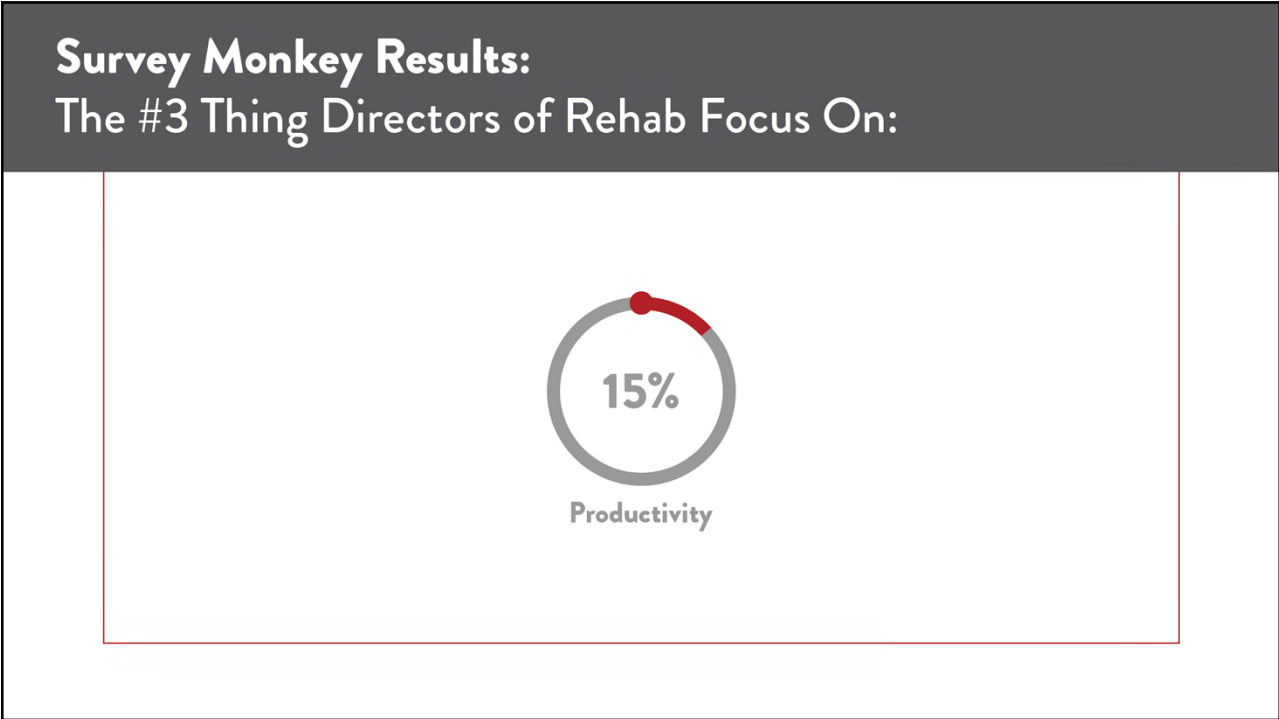 Survey Monkey Results:
The #3 Thing Directors of Rehab Focus On:
15%
Productivity